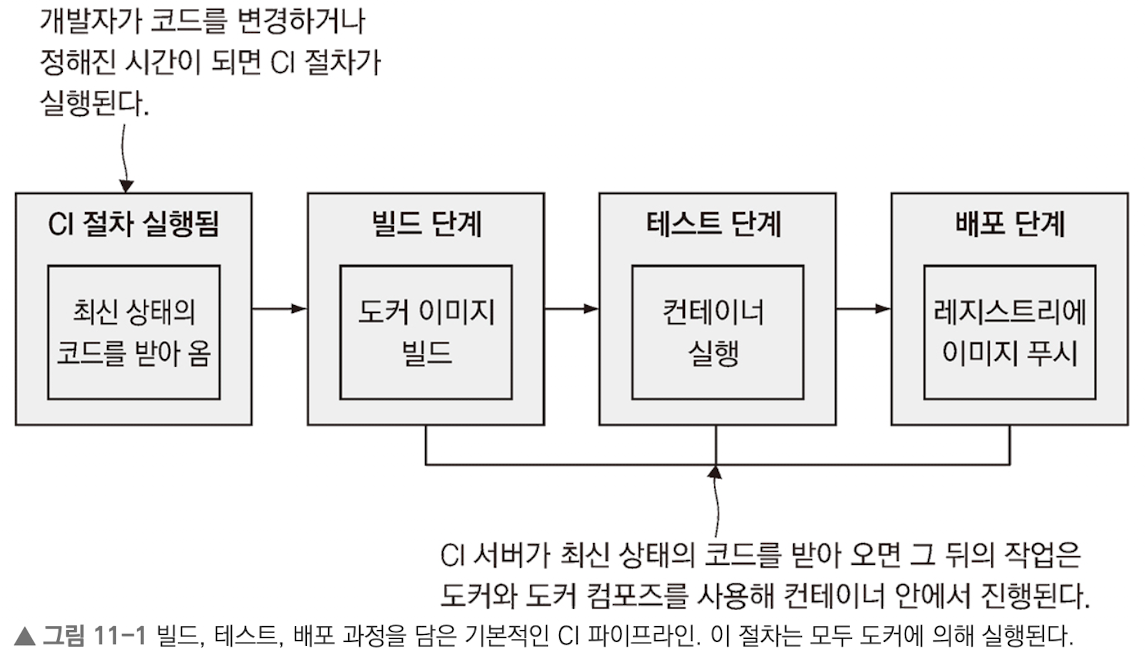 개발자가 코드를 변경하거나
정해진 시간이 되면 CI 절차가
실행된다.
CI 절차 실행됨
최신 상태의
코드를 받아 옴
빌드 단계
도커 이미지
빌드
테스트 단계
컨테이너
실행
배포 단계
레지스트리에
이미지 푸시
CI 서버가 최신 상태의 코드를 받아 오면 그 뒤의 작업은
도커와 도커 컴포즈를 사용해 컨테이너 안에서 진행된다.
▲ 그림 11-1 빌드, 테스트, 배포 과정을 담은 기본적인 CI 파이프라인. 이 절차는 모두 도커에 의해 실행된다.